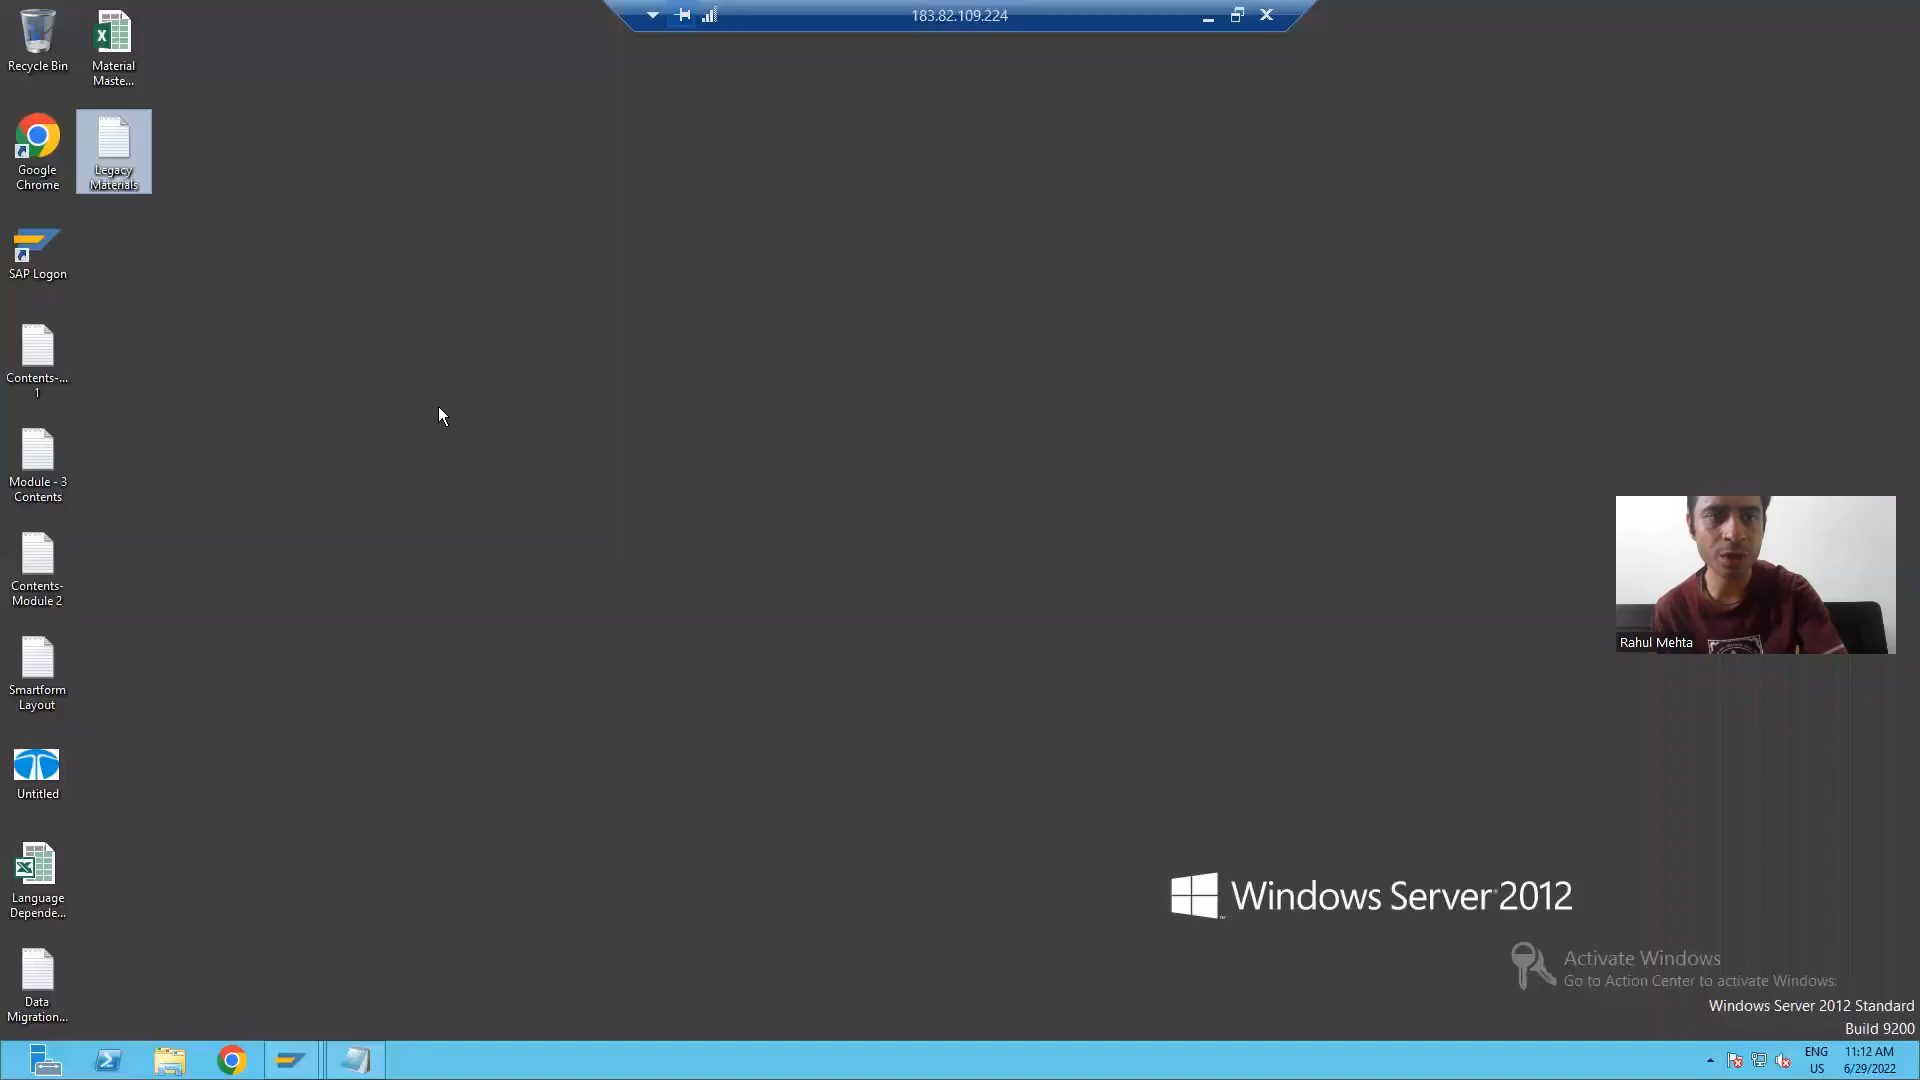 183.82.109.224
Recycle Bin
Material
Maste...
Google
Chrome
Legacy
Materials
SAP Logon
Contents-...
1
Module - 3
Contents
Contents-
Module 2
Smartform
Layout
Untitled
Language
Depende...
Data
Migration...
Rahul Mehta
Windows Server 2012
Activate Windows
Go to Action Center to activate Windows.
Windows Server 2012 Standard
Build 9200
ENG
US
11:12 AM
6/29/2022